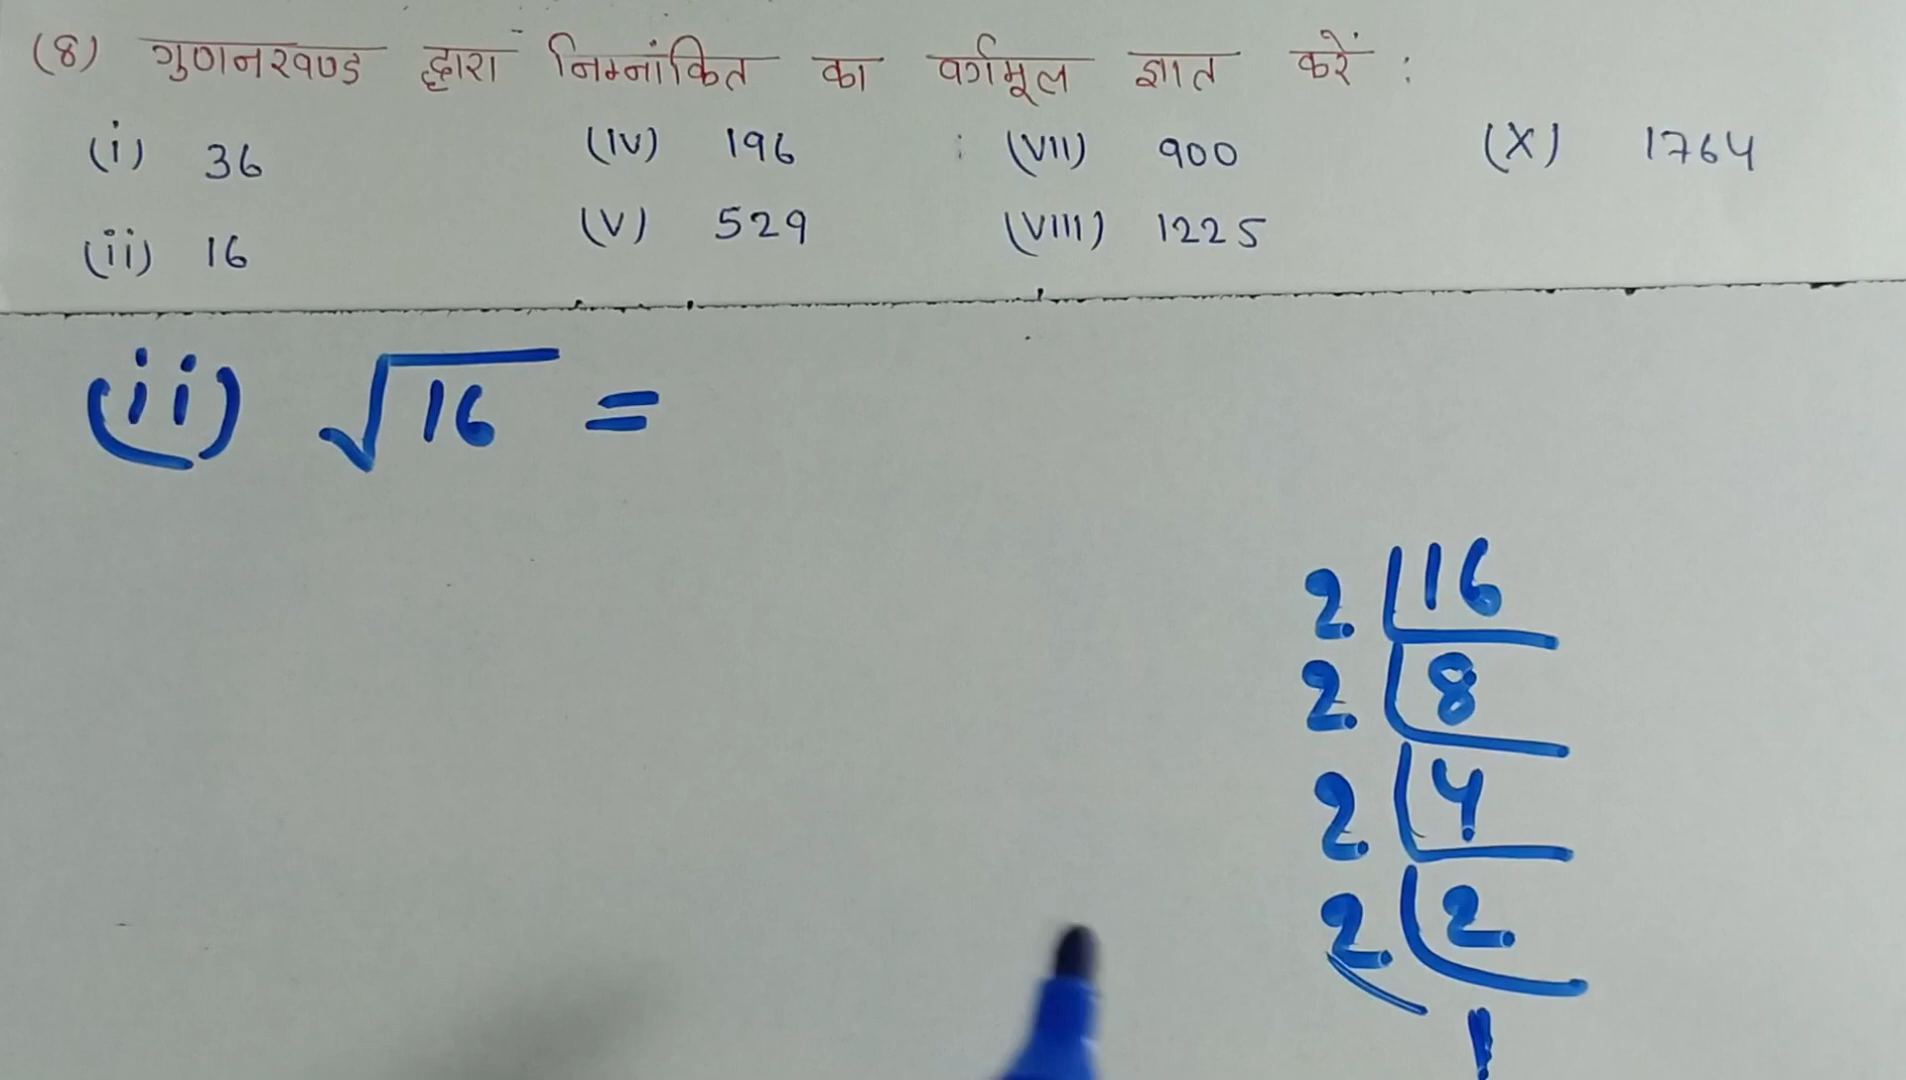 (8) गुणनखण्ड द्वारा निम्नांकित का वर्गमूल ज्ञात करें :
(i) 36 (IV) 196 : (VII) 900 (X) 1764
(ii) 16 (V) 529 (VIII) 1225
(ii) √16 =
2 16
2 8
2 4
2 2
1